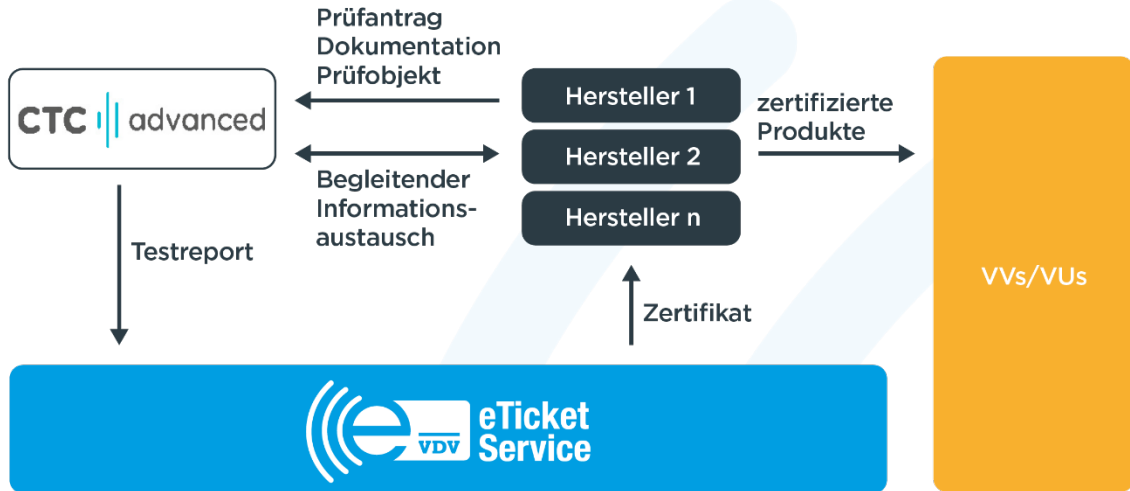 Prüfantrag
Dokumentation
Prüfobjekt
CTC advanced
Hersteller 1
Hersteller 2
Hersteller n
zertifizierte
Produkte
Begleitender
Informations-
austausch
Testreport
Zertifikat
VVs/VUs
e VDV eTicket
Service